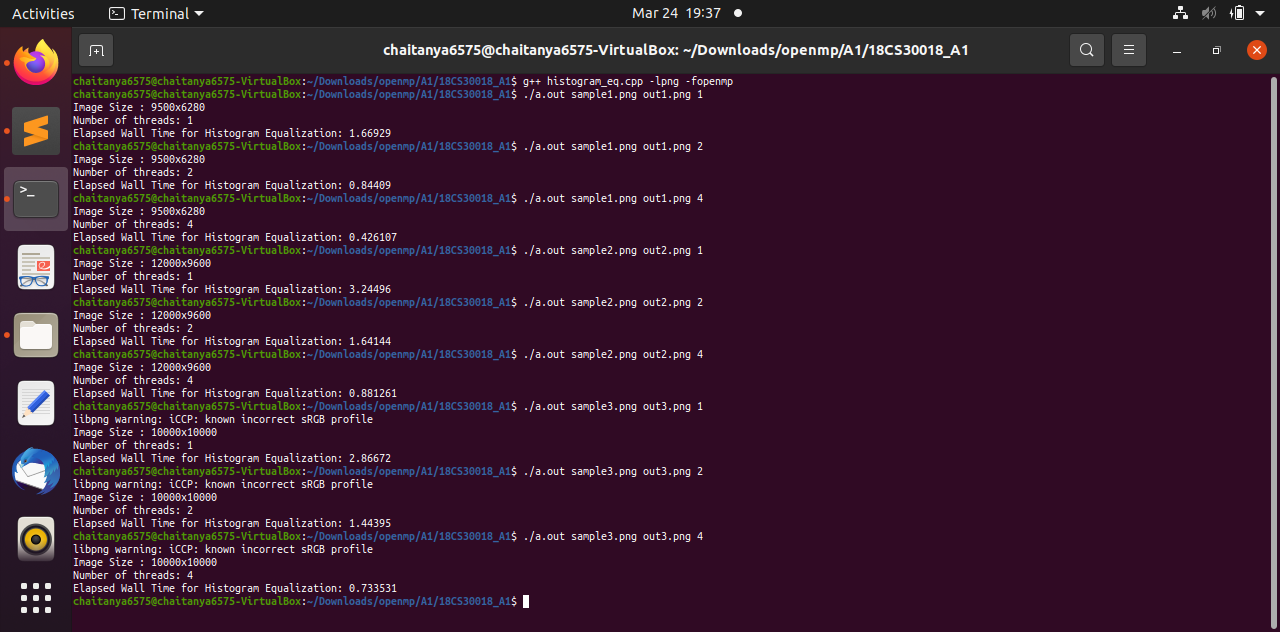 Activities Terminal Mar 24 19:37
chaitanya6575@chaitanya6575-VirtualBox: ~/Downloads/openmp/A1/18CS30018_A1
chaitanya6575@chaitanya6575-VirtualBox:~/Downloads/openmp/A1/18CS30018_A1$ g++ histogram_eq.cpp -lpng -fopenmp
chaitanya6575@chaitanya6575-VirtualBox:~/Downloads/openmp/A1/18CS30018_A1$ ./a.out sample1.png out1.png 1
Image Size : 9500x6280
Number of threads: 1
Elapsed Wall Time for Histogram Equalization: 1.66929
chaitanya6575@chaitanya6575-VirtualBox:~/Downloads/openmp/A1/18CS30018_A1$ ./a.out sample1.png out1.png 2
Image Size : 9500x6280
Number of threads: 2
Elapsed Wall Time for Histogram Equalization: 0.84409
chaitanya6575@chaitanya6575-VirtualBox:~/Downloads/openmp/A1/18CS30018_A1$ ./a.out sample1.png out1.png 4
Image Size : 9500x6280
Number of threads: 4
Elapsed Wall Time for Histogram Equalization: 0.426107
chaitanya6575@chaitanya6575-VirtualBox:~/Downloads/openmp/A1/18CS30018_A1$ ./a.out sample2.png out2.png 1
Image Size : 12000x9600
Number of threads: 1
Elapsed Wall Time for Histogram Equalization: 3.24496
chaitanya6575@chaitanya6575-VirtualBox:~/Downloads/openmp/A1/18CS30018_A1$ ./a.out sample2.png out2.png 2
Image Size : 12000x9600
Number of threads: 2
Elapsed Wall Time for Histogram Equalization: 1.64144
chaitanya6575@chaitanya6575-VirtualBox:~/Downloads/openmp/A1/18CS30018_A1$ ./a.out sample2.png out2.png 4
Image Size : 12000x9600
Number of threads: 4
Elapsed Wall Time for Histogram Equalization: 0.881261
chaitanya6575@chaitanya6575-VirtualBox:~/Downloads/openmp/A1/18CS30018_A1$ ./a.out sample3.png out3.png 1
libpng warning: iCCP: known incorrect sRGB profile
Image Size : 10000x10000
Number of threads: 1
Elapsed Wall Time for Histogram Equalization: 2.86672
chaitanya6575@chaitanya6575-VirtualBox:~/Downloads/openmp/A1/18CS30018_A1$ ./a.out sample3.png out3.png 2
libpng warning: iCCP: known incorrect sRGB profile
Image Size : 10000x10000
Number of threads: 2
Elapsed Wall Time for Histogram Equalization: 1.44395
chaitanya6575@chaitanya6575-VirtualBox:~/Downloads/openmp/A1/18CS30018_A1$ ./a.out sample3.png out3.png 4
libpng warning: iCCP: known incorrect sRGB profile
Image Size : 10000x10000
Number of threads: 4
Elapsed Wall Time for Histogram Equalization: 0.733531
chaitanya6575@chaitanya6575-VirtualBox:~/Downloads/openmp/A1/18CS30018_A1$